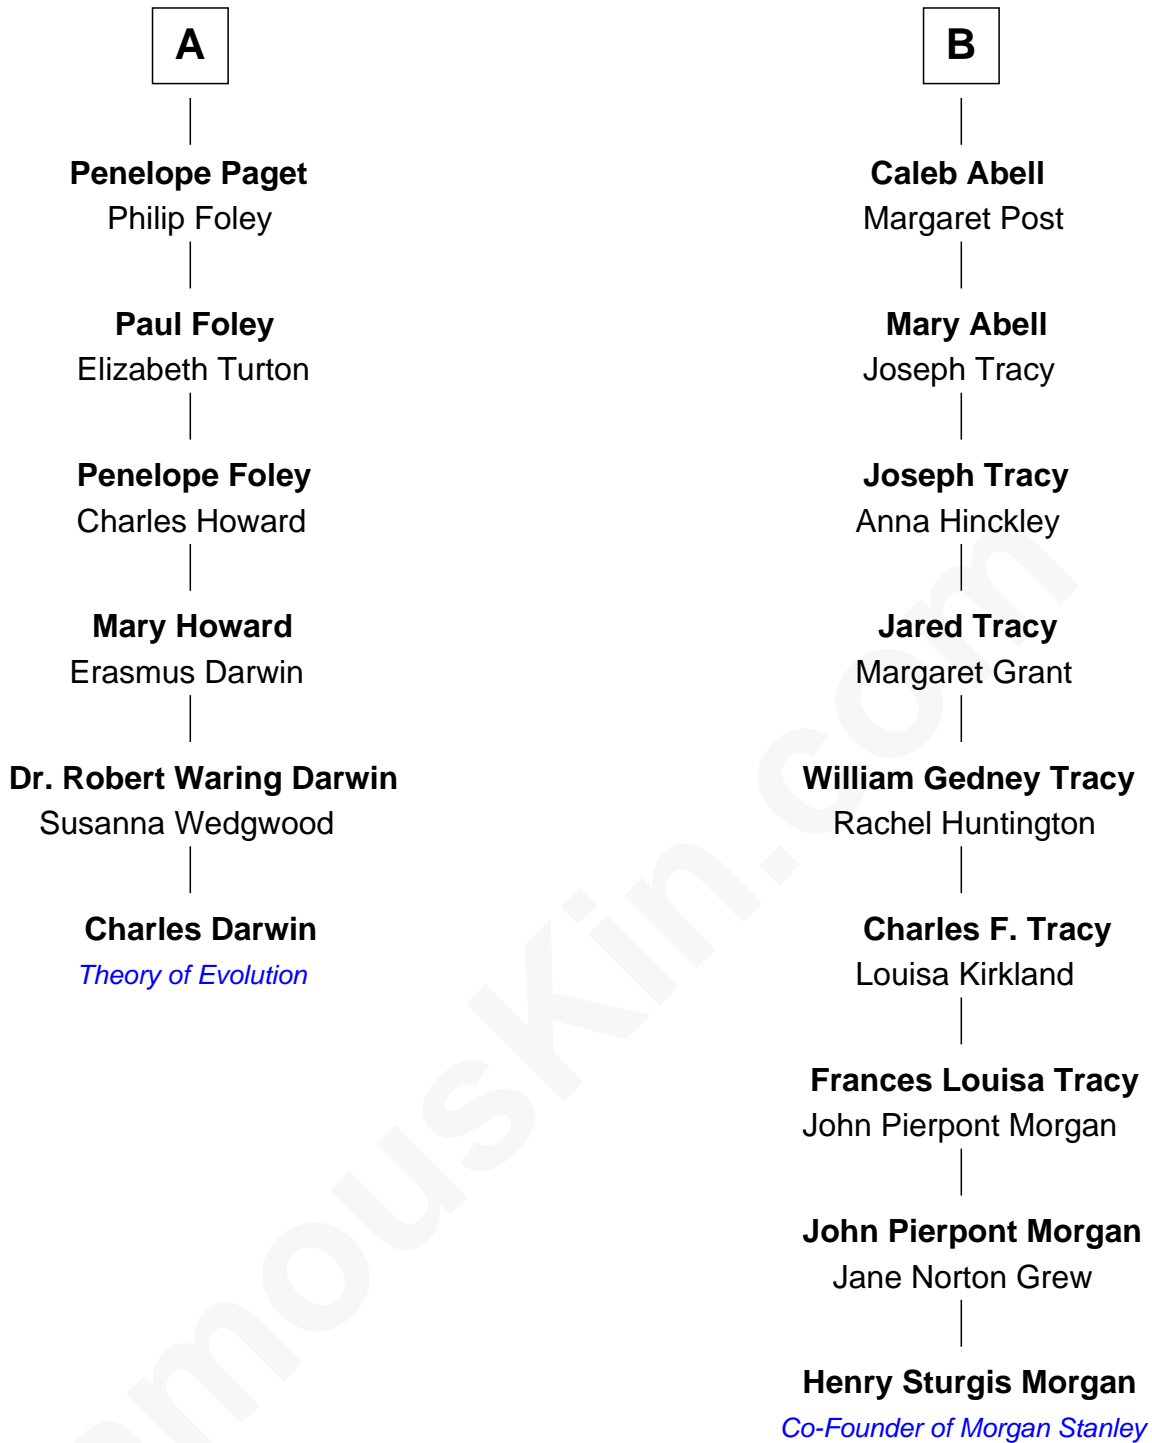 A
Penelope Paget
Philip Foley
Paul Foley
Elizabeth Turton
Penelope Foley
Charles Howard
Mary Howard
Erasmus Darwin
Dr. Robert Waring Darwin
Susanna Wedgwood
Charles Darwin
Theory of Evolution
B
Caleb Abell
Margaret Post
Mary Abell
Joseph Tracy
Joseph Tracy
Anna Hinckley
Jared Tracy
Margaret Grant
William Gedney Tracy
Rachel Huntington
Charles F. Tracy
Louisa Kirkland
Frances Louisa Tracy
John Pierpont Morgan
John Pierpont Morgan
Jane Norton Grew
Henry Sturgis Morgan
Co-Founder of Morgan Stanley
amouskin.com